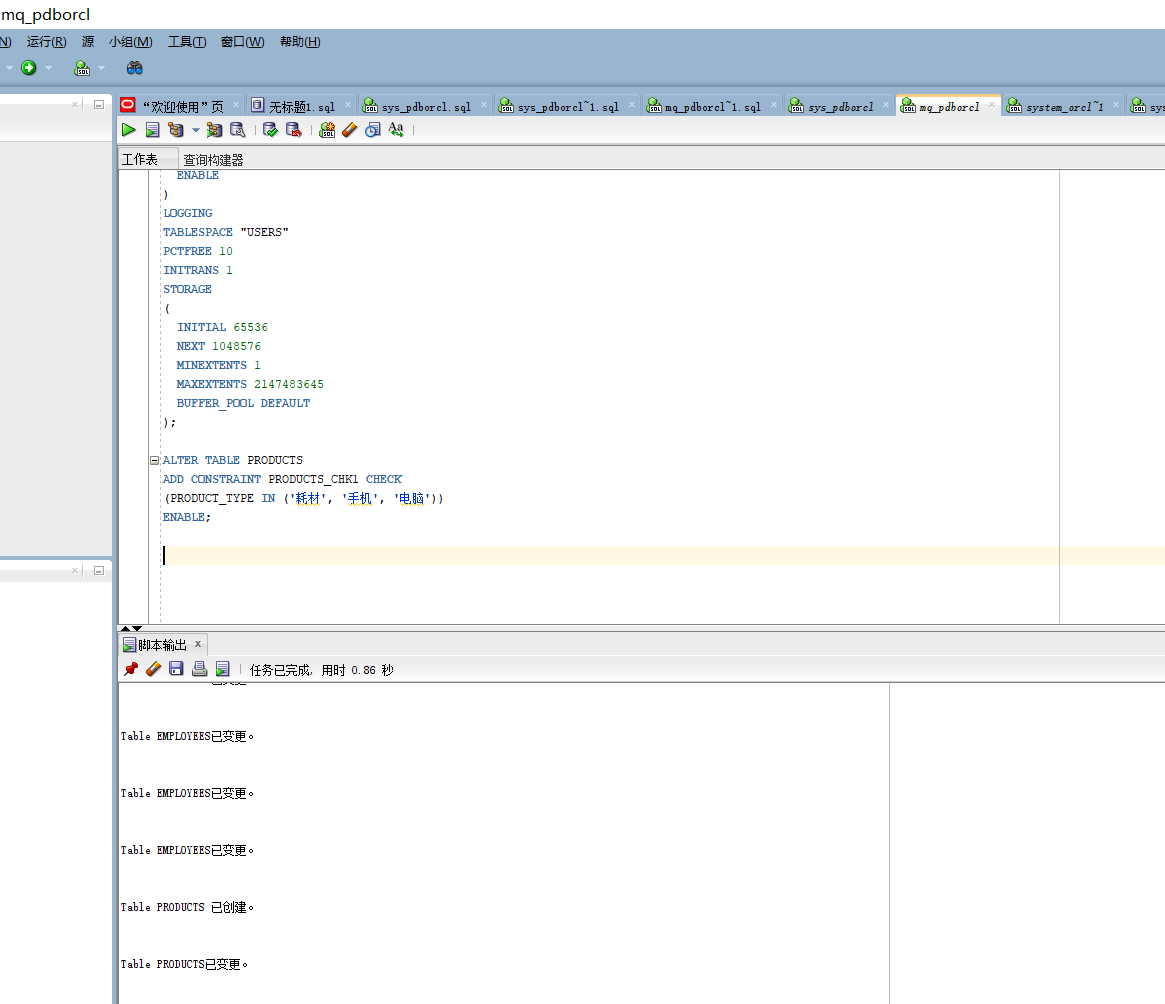 mq_pdborcl
N) 运行(R) 源 小组(M) 工具(T) 窗口(W) 帮助(H)
“欢迎使用”页 无标题1.sql sys_pdborcl.sql sys_pdborcl~1.sql mq_pdborcl~1.sql sys_pdborcl mq_pdborcl system_orcl~1 sys
工作表 查询构建器
ENABLE
)
LOGGING
TABLESPACE "USERS"
PCTFREE 10
INITRANS 1
STORAGE
(
INITIAL 65536
NEXT 1048576
MINEXTENTS 1
MAXEXTENTS 2147483645
BUFFER_POOL DEFAULT
);
ALTER TABLE PRODUCTS
ADD CONSTRAINT PRODUCTS_CHK1 CHECK
(PRODUCT_TYPE IN ('耗材', '手机', '电脑'))
ENABLE;
脚本输出
任务已完成, 用时 0.86 秒
Table EMPLOYEES已变更。
Table EMPLOYEES已变更。
Table EMPLOYEES已变更。
Table PRODUCTS 已创建。
Table PRODUCTS已变更。